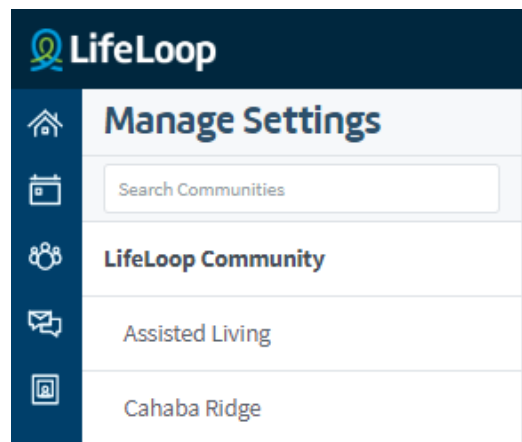 LifeLoop
Manage Settings
Search Communities
LifeLoop Community
Assisted Living
Cahaba Ridge